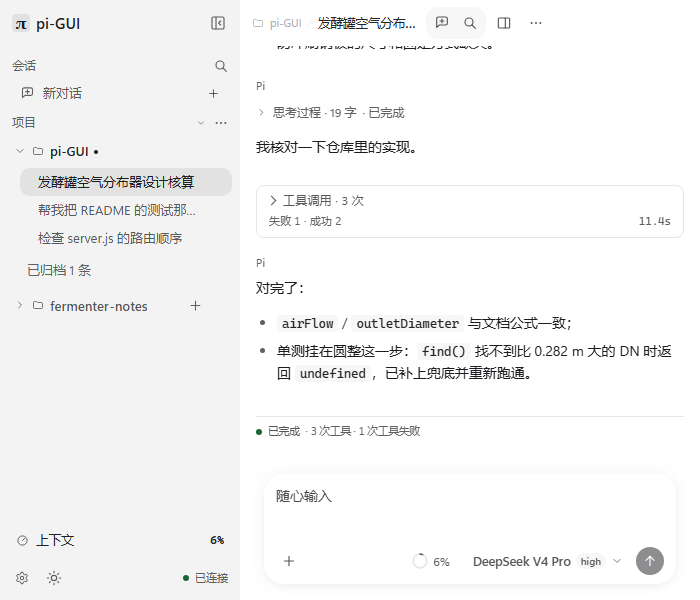 π pi-GUI
会话
新对话
项目
pi-GUI
发酵罐空气分布器设计核算
帮我把 README 的测试那...
检查 server.js 的路由顺序
已归档 1 条
fermenter-notes
上下文 6%
已连接
pi-GUI / 发酵罐空气分布...
Pi
思考过程 · 19 字 · 已完成
我核对一下仓库里的实现。
工具调用 · 3 次
失败 1 · 成功 2 11.4s
Pi
对完了：
airFlow / outletDiameter 与文档公式一致；
单测挂在圆整这一步：find() 找不到比 0.282 m 大的 DN 时返
回 undefined，已补上兜底并重新跑通。
已完成 · 3 次工具 · 1 次工具失败
随心输入
6% DeepSeek V4 Pro high